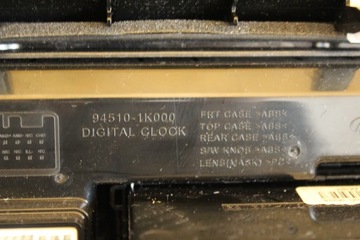 94510-1K000
DIGITAL CLOCK
FRT CASE >ABS<
TOP CASE >ABS<
REAR CASE >ABS<
S/W KNOB >ABS<
LENS(MASK) >PC<